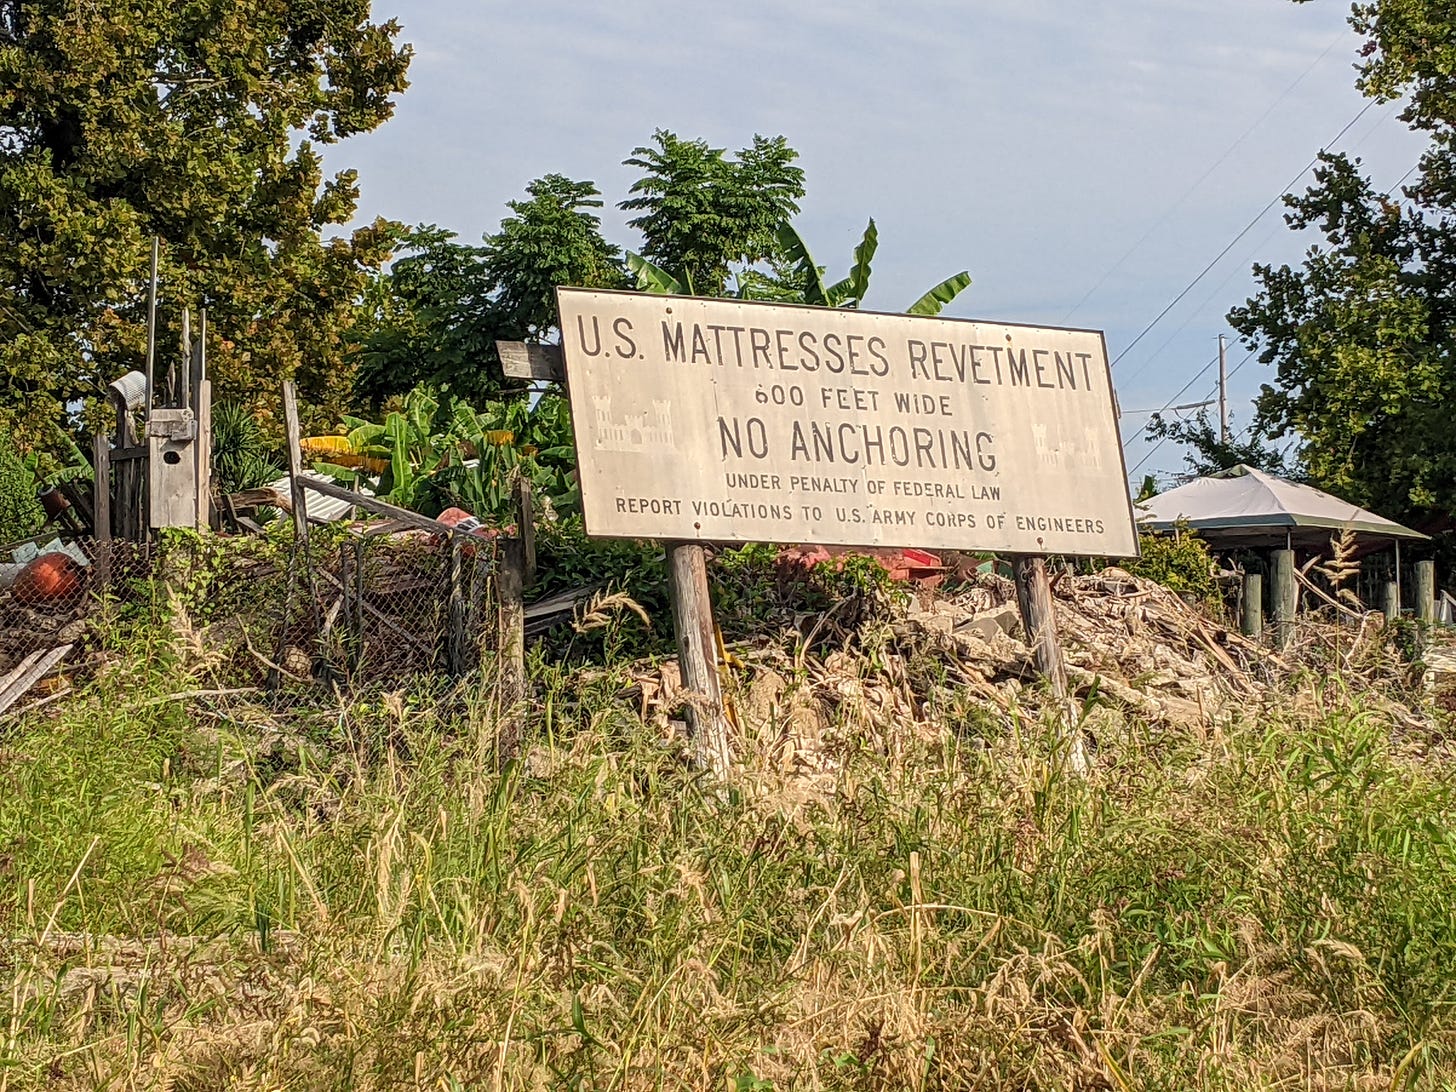 U.S. MATTRESSES REVETMENT
600 FEET WIDE
NO ANCHORING
UNDER PENALTY OF FEDERAL LAW
REPORT VIOLATIONS TO U.S. ARMY CORPS OF ENGINEERS